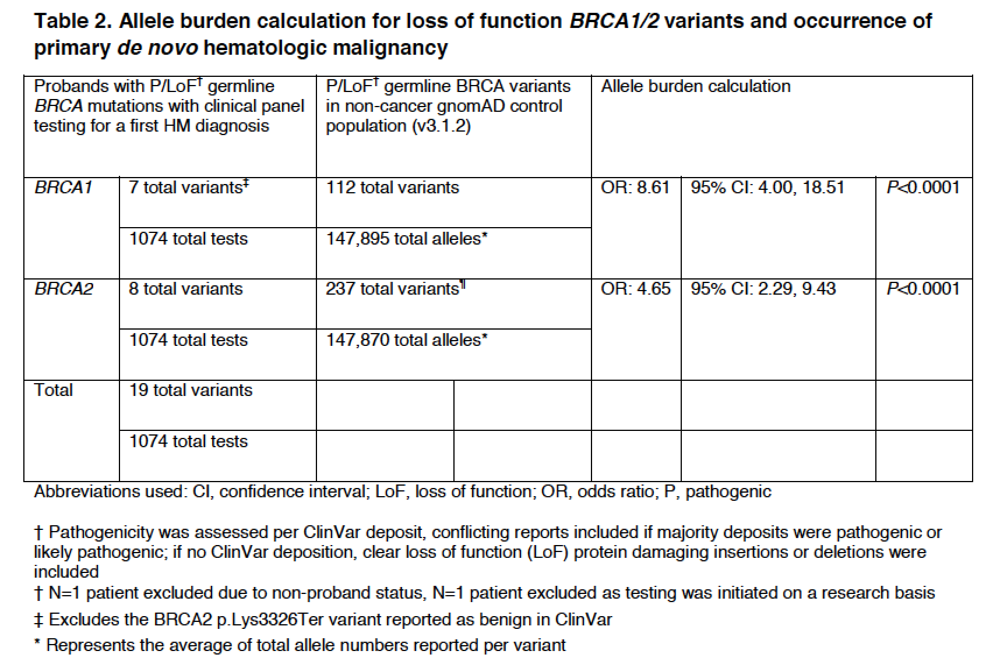 Table 2. Allele burden calculation for loss of function BRCA1/2 variants and occurrence of
primary de novo hematologic malignancy
Probands with P/LoF† germline
BRCA mutations with clinical panel
testing for a first HM diagnosis
P/LoF† germline BRCA variants
in non-cancer gnomAD control
population (v3.1.2)
Allele burden calculation
BRCA1
7 total variants‡
112 total variants
OR: 8.61
95% CI: 4.00, 18.51
P<0.0001
1074 total tests
147,895 total alleles*
BRCA2
8 total variants
237 total variants¶
OR: 4.65
95% CI: 2.29, 9.43
P<0.0001
1074 total tests
147,870 total alleles*
Total
19 total variants
1074 total tests
Abbreviations used: CI, confidence interval; LoF, loss of function; OR, odds ratio; P, pathogenic
† Pathogenicity was assessed per ClinVar deposit, conflicting reports included if majority deposits were pathogenic or
likely pathogenic; if no ClinVar deposition, clear loss of function (LoF) protein damaging insertions or deletions were
included
† N=1 patient excluded due to non-proband status, N=1 patient excluded as testing was initiated on a research basis
‡ Excludes the BRCA2 p.Lys3326Ter variant reported as benign in ClinVar
* Represents the average of total allele numbers reported per variant